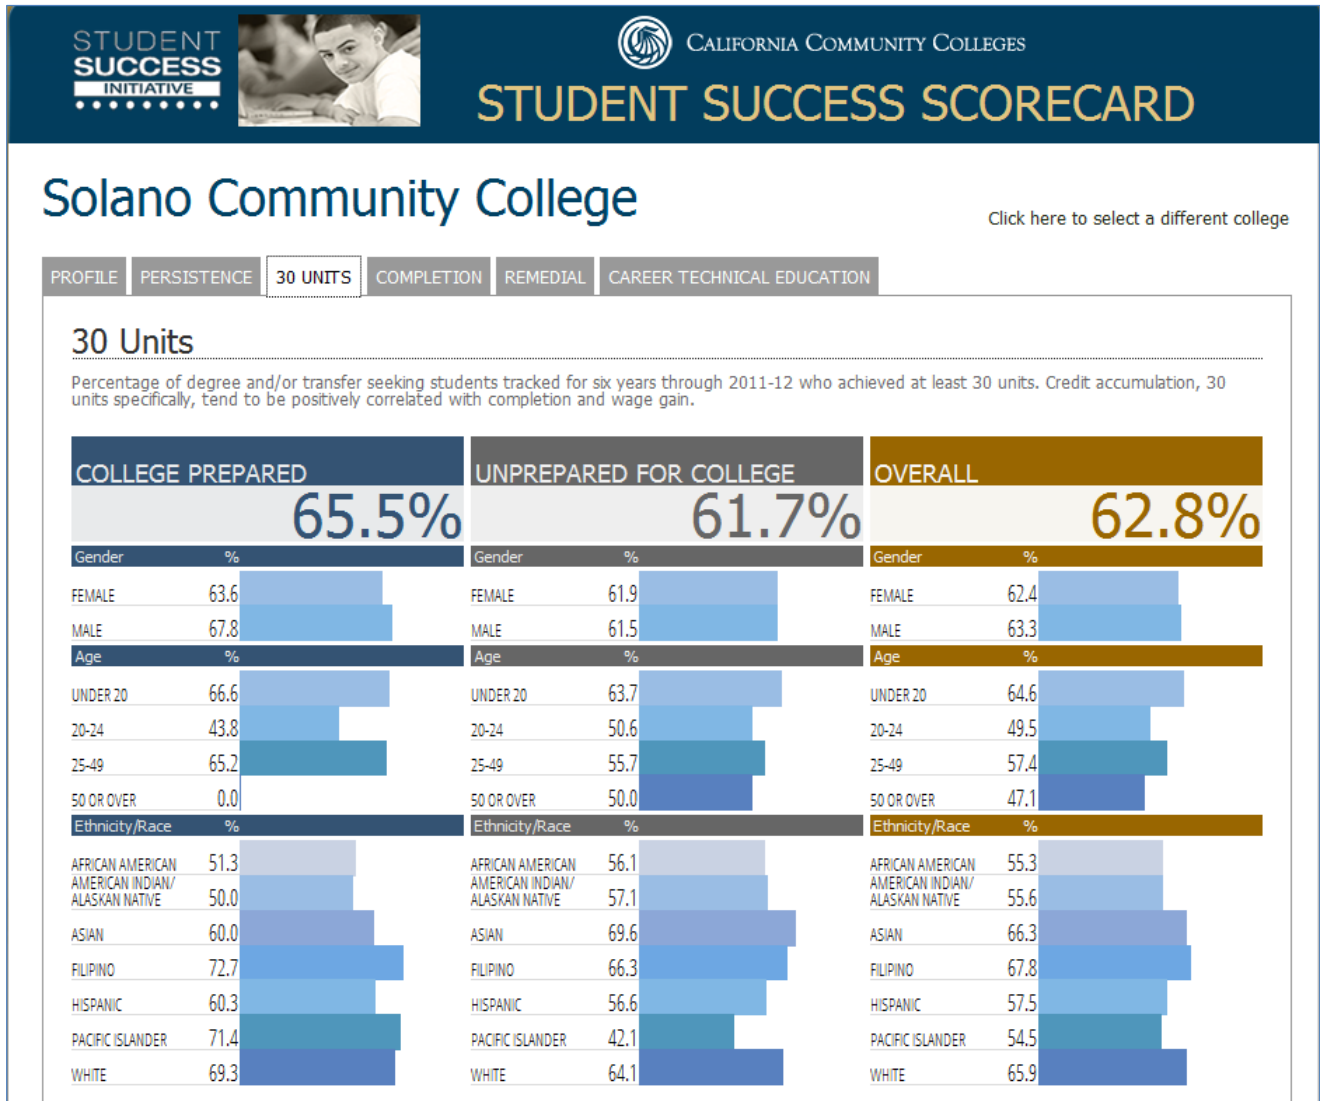 STUDENT
SUCCESS
INITIATIVE
CALIFORNIA COMMUNITY COLLEGES
STUDENT SUCCESS SCORECARD
Solano Community College
Click here to select a different college
PROFILE PERSISTENCE 30 UNITS COMPLETION REMEDIAL CAREER TECHNICAL EDUCATION
30 Units
Percentage of degree and/or transfer seeking students tracked for six years through 2011-12 who achieved at least 30 units. Credit accumulation, 30
units specifically, tend to be positively correlated with completion and wage gain.
COLLEGE PREPARED
65.5%
Gender %
FEMALE 63.6
MALE 67.8
Age %
UNDER 20 66.6
20-24 43.8
25-49 65.2
50 OR OVER 0.0
Ethnicity/Race %
AFRICAN AMERICAN 51.3
AMERICAN INDIAN/
ALASKAN NATIVE 50.0
ASIAN 60.0
FILIPINO 72.7
HISPANIC 60.3
PACIFIC ISLANDER 71.4
WHITE 69.3
UNPREPARED FOR COLLEGE
61.7%
Gender %
FEMALE 61.9
MALE 61.5
Age %
UNDER 20 63.7
20-24 50.6
25-49 55.7
50 OR OVER 50.0
Ethnicity/Race %
AFRICAN AMERICAN 56.1
AMERICAN INDIAN/
ALASKAN NATIVE 57.1
ASIAN 69.6
FILIPINO 66.3
HISPANIC 56.6
PACIFIC ISLANDER 42.1
WHITE 64.1
OVERALL
62.8%
Gender %
FEMALE 62.4
MALE 63.3
Age %
UNDER 20 64.6
20-24 49.5
25-49 57.4
50 OR OVER 47.1
Ethnicity/Race %
AFRICAN AMERICAN 55.3
AMERICAN INDIAN/
ALASKAN NATIVE 55.6
ASIAN 66.3
FILIPINO 67.8
HISPANIC 57.5
PACIFIC ISLANDER 54.5
WHITE 65.9